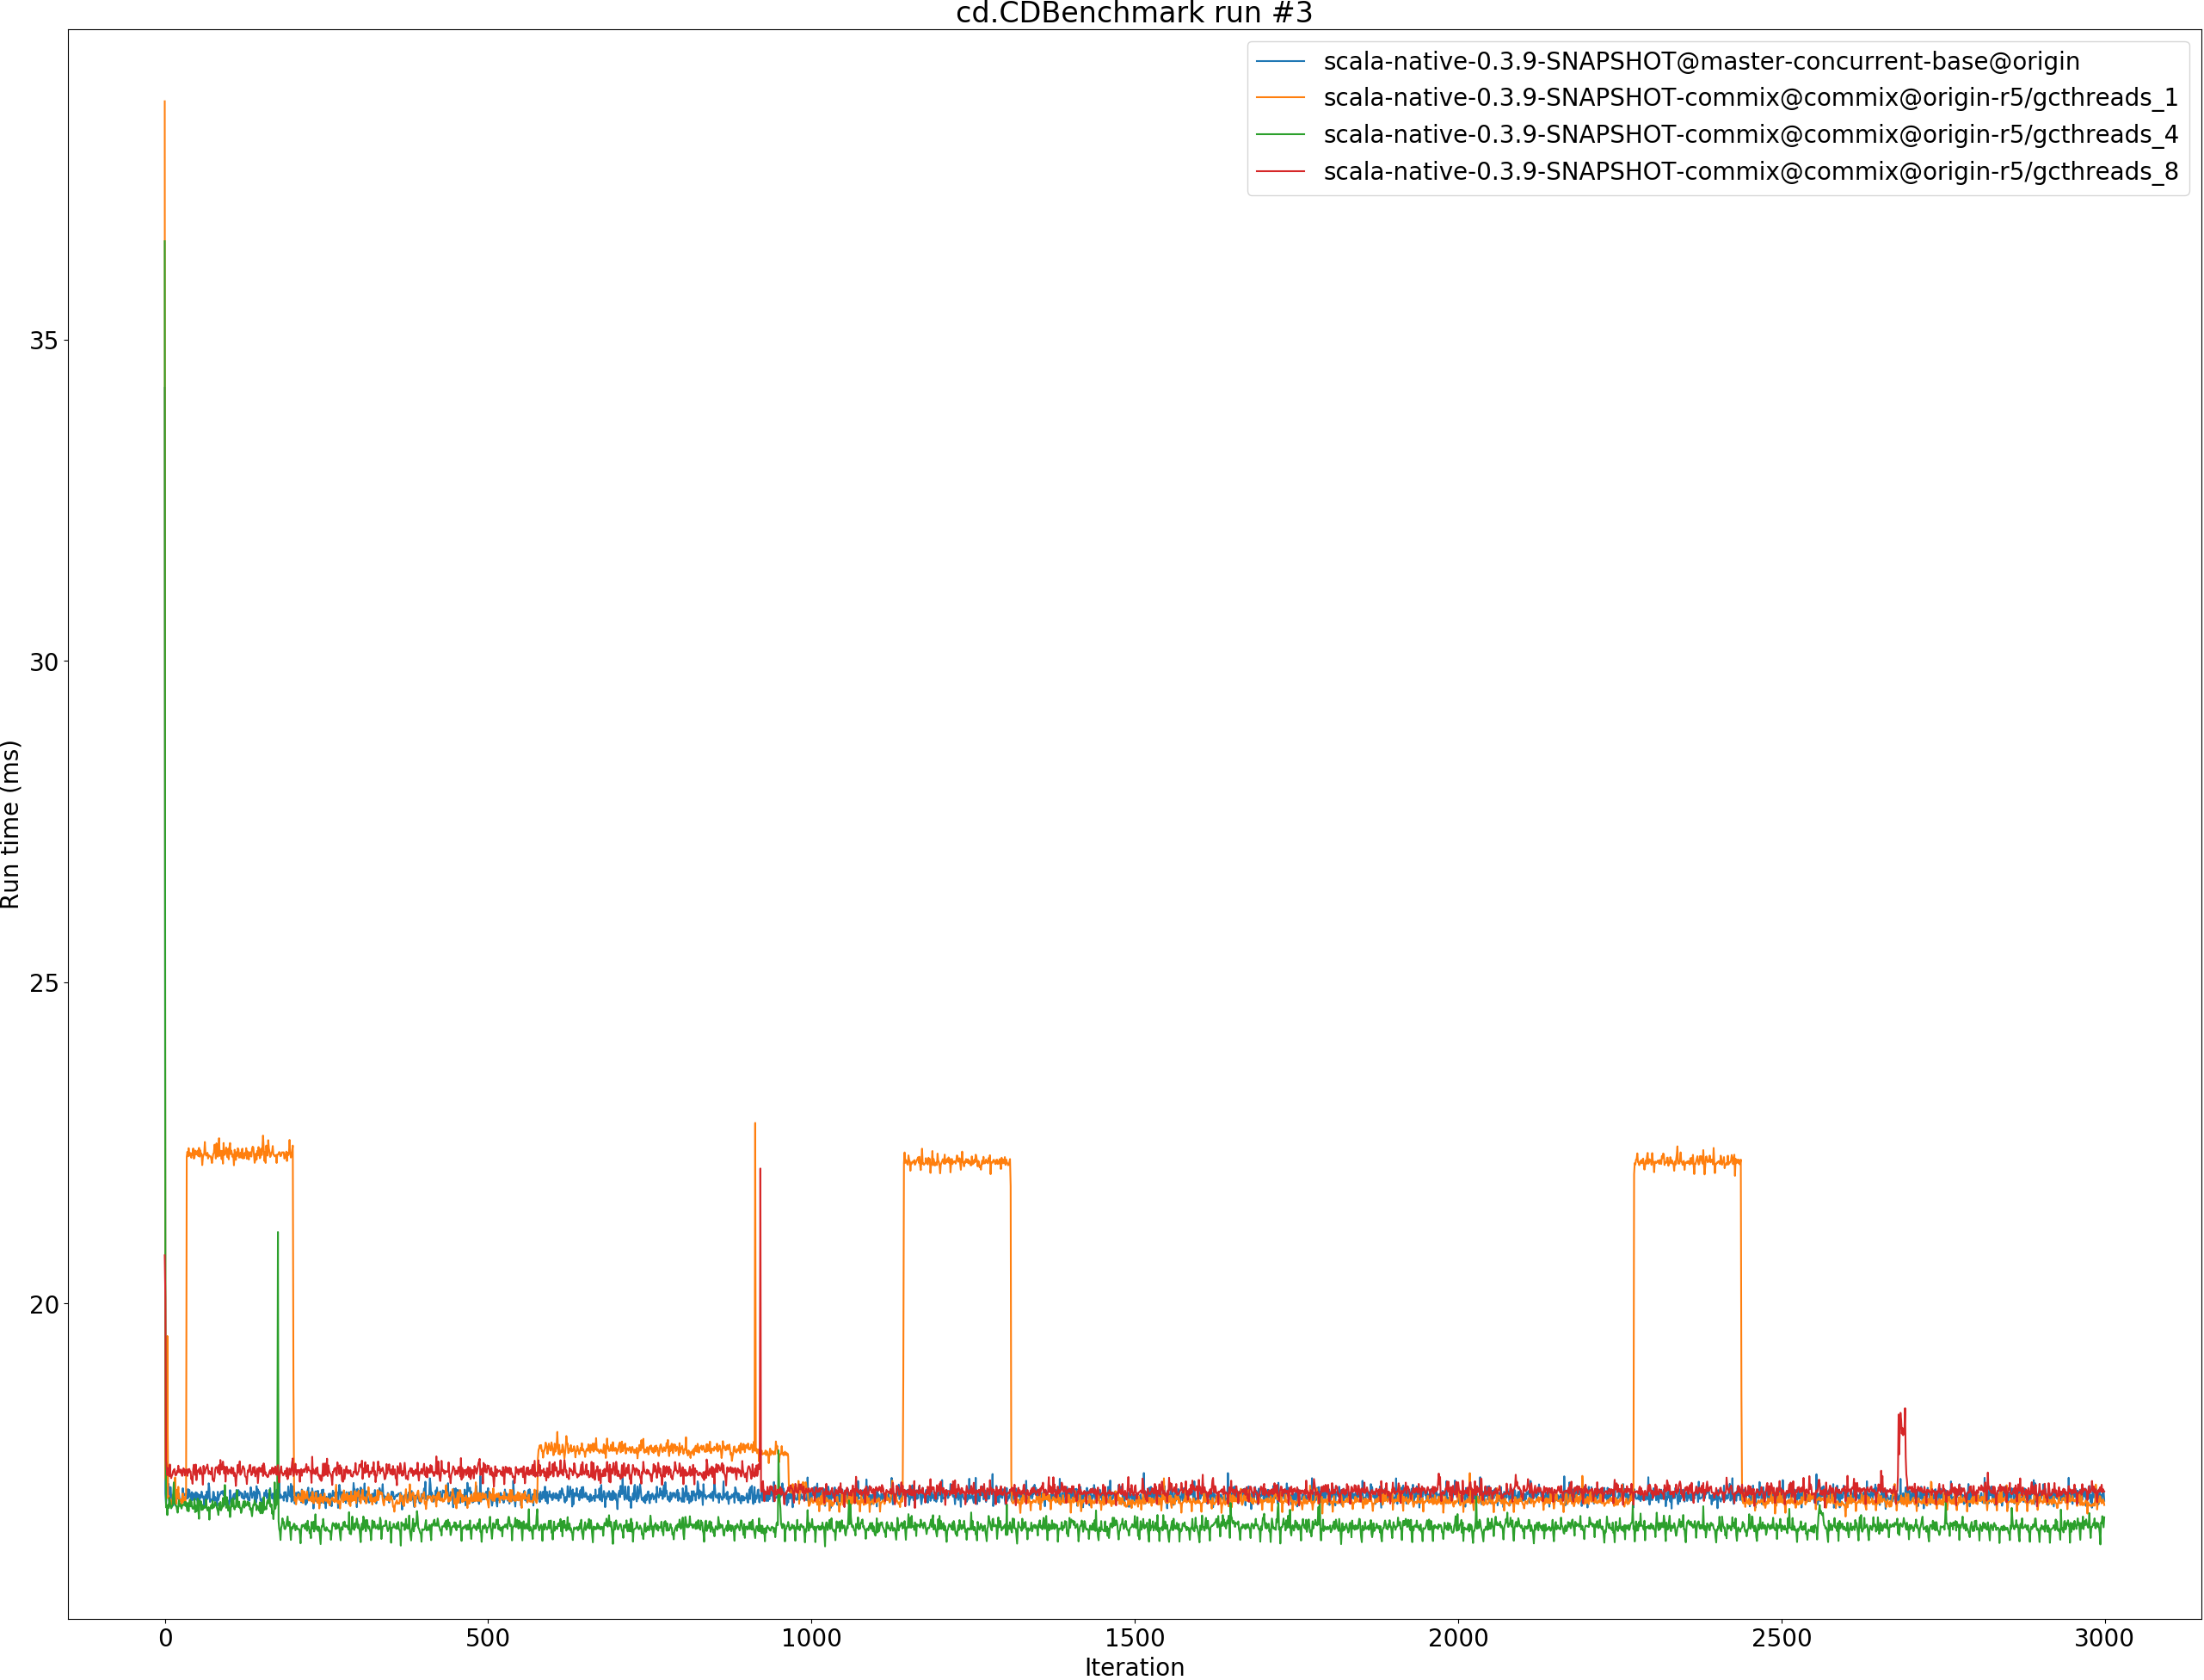 cd.CDBenchmark run #3
scala-native-0.3.9-SNAPSHOT@master-concurrent-base@origin
scala-native-0.3.9-SNAPSHOT-commix@commix@origin-r5/gcthreads_1
scala-native-0.3.9-SNAPSHOT-commix@commix@origin-r5/gcthreads_4
scala-native-0.3.9-SNAPSHOT-commix@commix@origin-r5/gcthreads_8
35
30
25
20
Run time (ms)
0 500 1000 1500 2000 2500 3000
Iteration